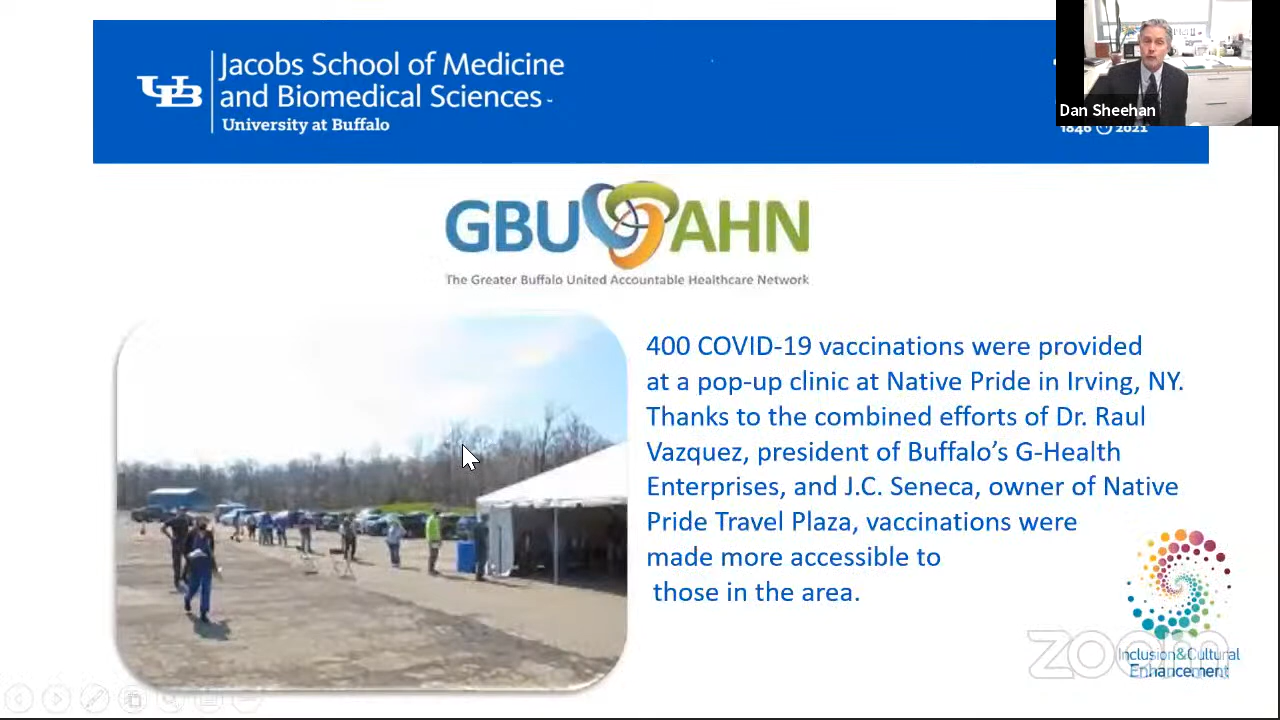 Jacobs School of Medicine
and Biomedical Sciences
University at Buffalo
Dan Sheehan
1846 2021
GBU AHN
The Greater Buffalo United Accountable Healthcare Network
400 COVID-19 vaccinations were provided
at a pop-up clinic at Native Pride in Irving, NY.
Thanks to the combined efforts of Dr. Raul
Vazquez, president of Buffalo’s G-Health
Enterprises, and J.C. Seneca, owner of Native
Pride Travel Plaza, vaccinations were
made more accessible to
those in the area.
zoom
Inclusion&Cultural
Enhancement